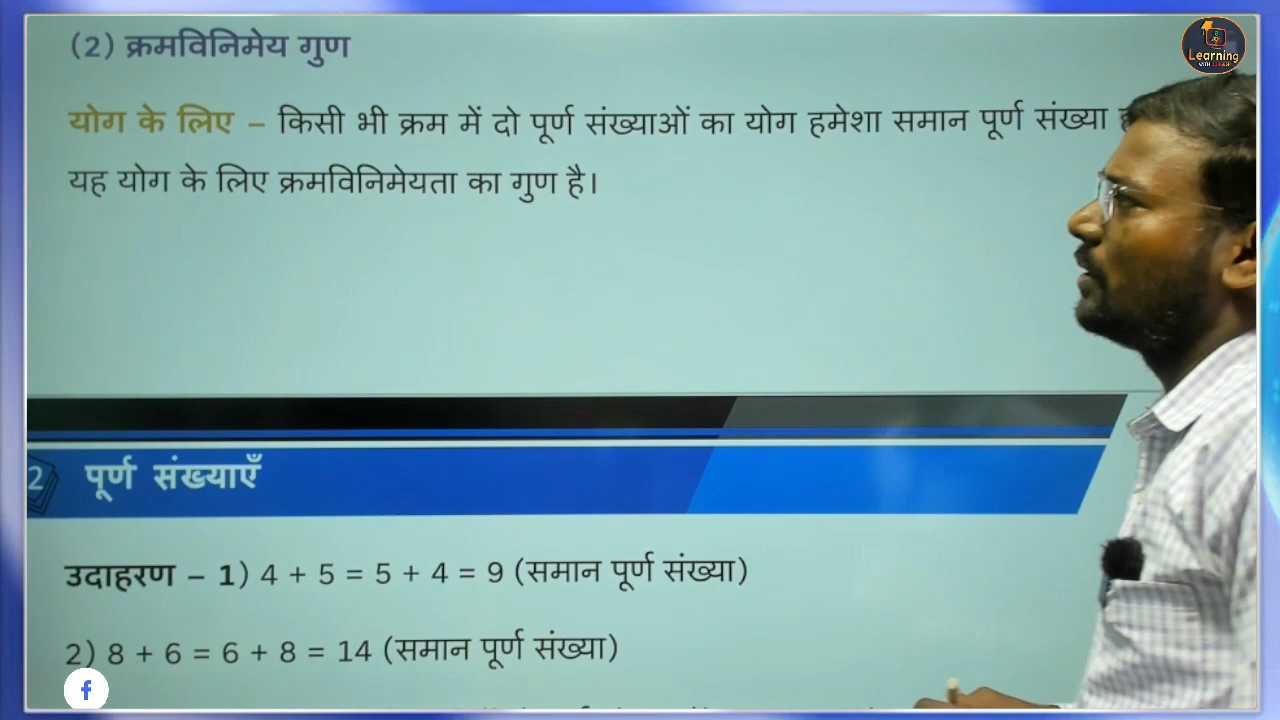 Learning
(2) क्रमविनिमेय गुण
योग के लिए – किसी भी क्रम में दो पूर्ण संख्याओं का योग हमेशा समान पूर्ण संख्या
यह योग के लिए क्रमविनिमेयता का गुण है।
2 पूर्ण संख्याएँ
उदाहरण – 1) 4 + 5 = 5 + 4 = 9 (समान पूर्ण संख्या)
2) 8 + 6 = 6 + 8 = 14 (समान पूर्ण संख्या)
f